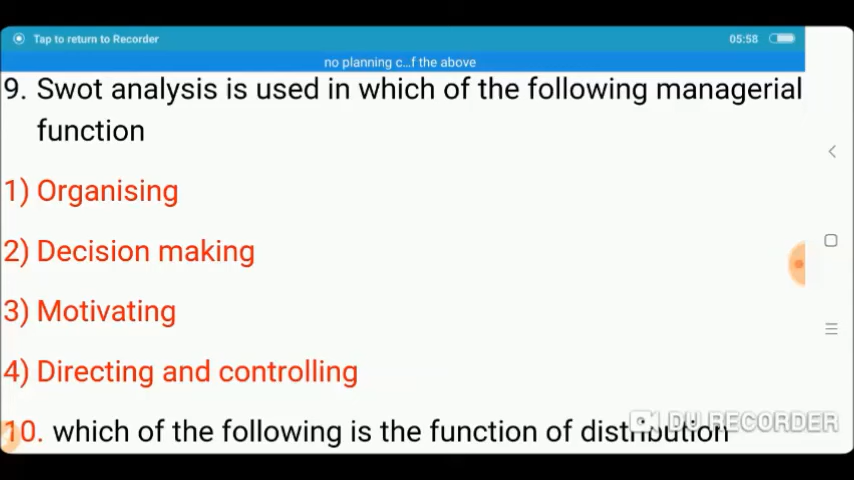 Tap to return to Recorder 05:58
no planning c...f the above
9. Swot analysis is used in which of the following managerial
function
1) Organising
2) Decision making
3) Motivating
4) Directing and controlling
10. which of the following is the function of distribution
DU RECORDER